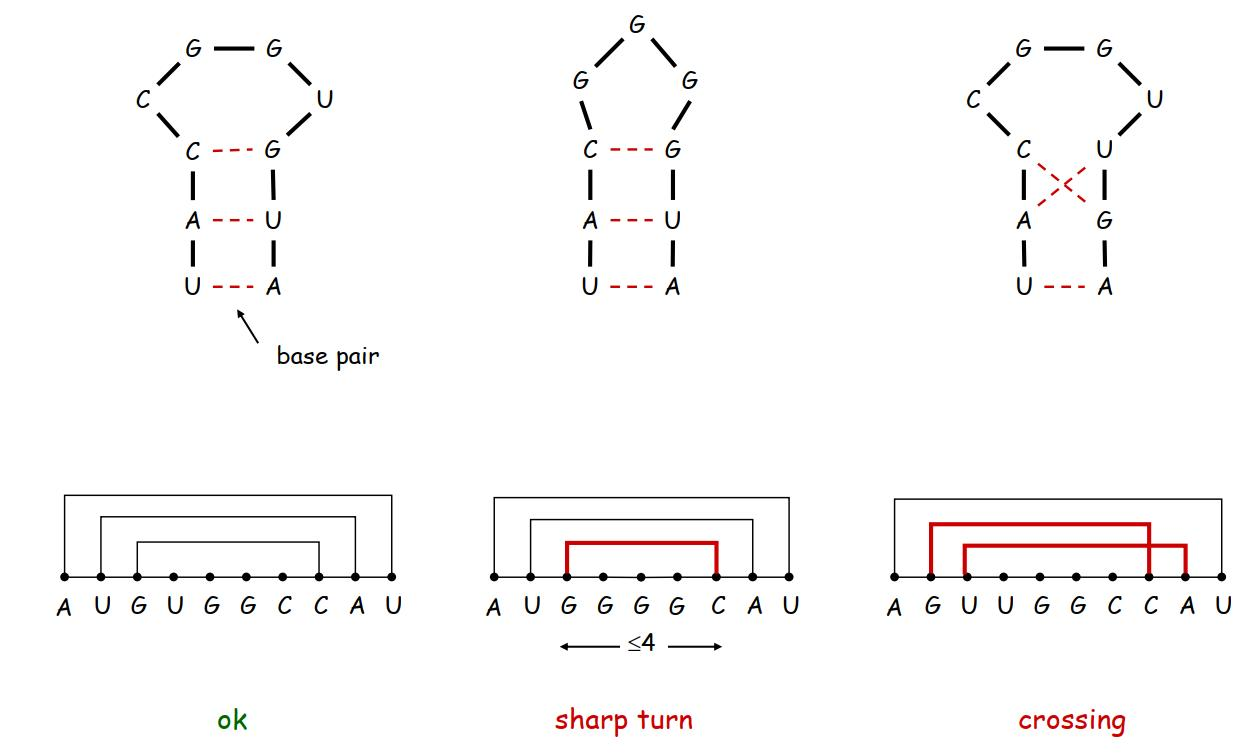 G
G G G G G
G G
C U C U
C G C G C U
A U A U A G
U A U A U A
base pair
A U G U G G C C A U A U G G G G C A U A G U U G G C C A U
≤4
ok sharp turn crossing